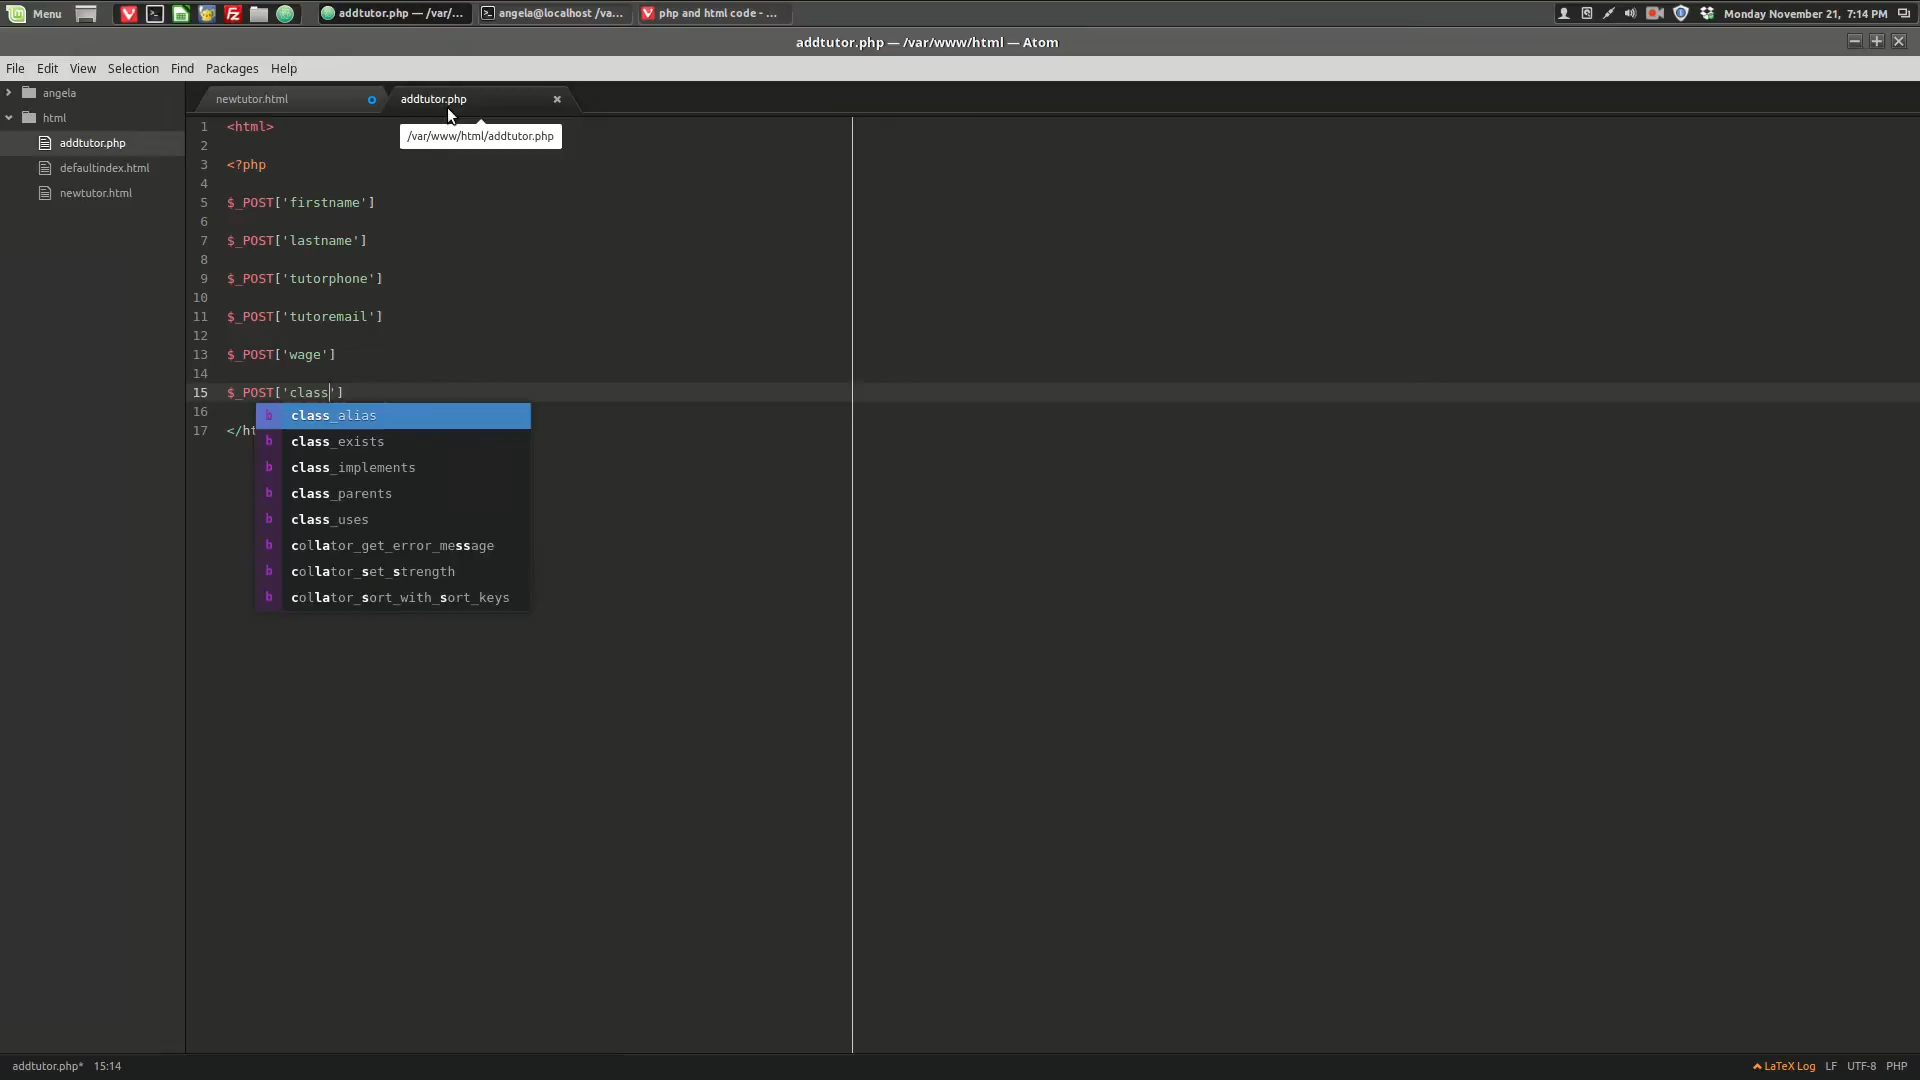 Menu addtutor.php — /var/... angela@localhost /va... php and html code - ... Monday November 21, 7:14 PM
addtutor.php — /var/www/html — Atom
File Edit View Selection Find Packages Help
angela
html
addtutor.php
defaultindex.html
newtutor.html
newtutor.html addtutor.php
/var/www/html/addtutor.php
1 <html>
2
3 <?php
4
5 $_POST['firstname']
6
7 $_POST['lastname']
8
9 $_POST['tutorphone']
10
11 $_POST['tutoremail']
12
13 $_POST['wage']
14
15 $_POST['class']
16
17 </ht
b class_alias
b class_exists
b class_implements
b class_parents
b class_uses
b collator_get_error_message
b collator_set_strength
b collator_sort_with_sort_keys
addtutor.php* 15:14 LaTeX Log LF UTF-8 PHP